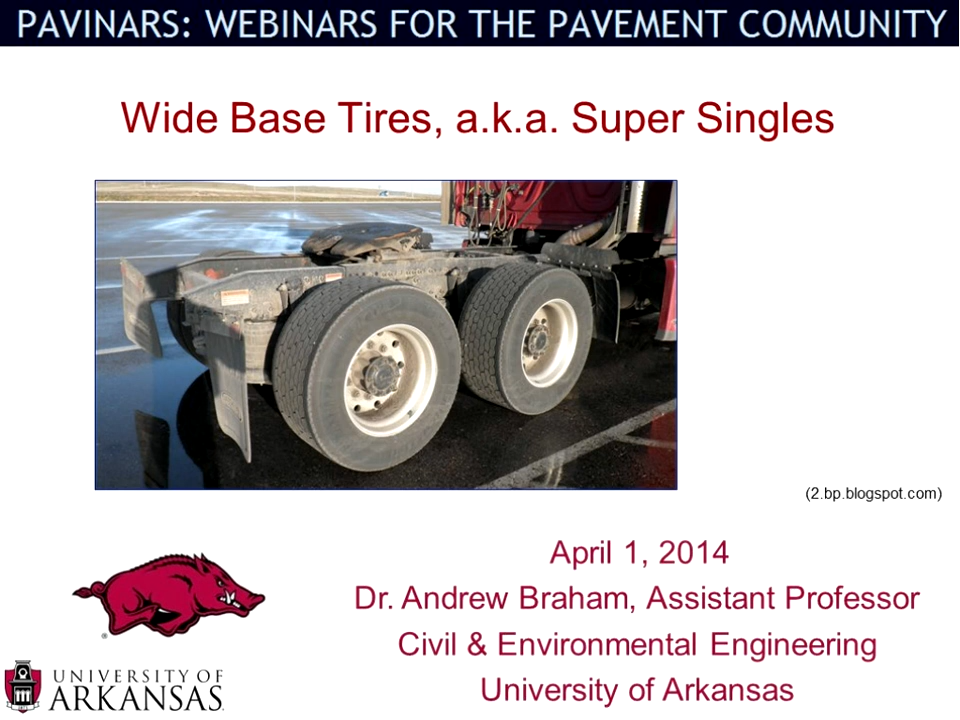 PAVINARS: WEBINARS FOR THE PAVEMENT COMMUNITY
Wide Base Tires, a.k.a. Super Singles
(2.bp.blogspot.com)
April 1, 2014
Dr. Andrew Braham, Assistant Professor
Civil & Environmental Engineering
University of Arkansas
®
UNIVERSITY OF
ARKANSAS